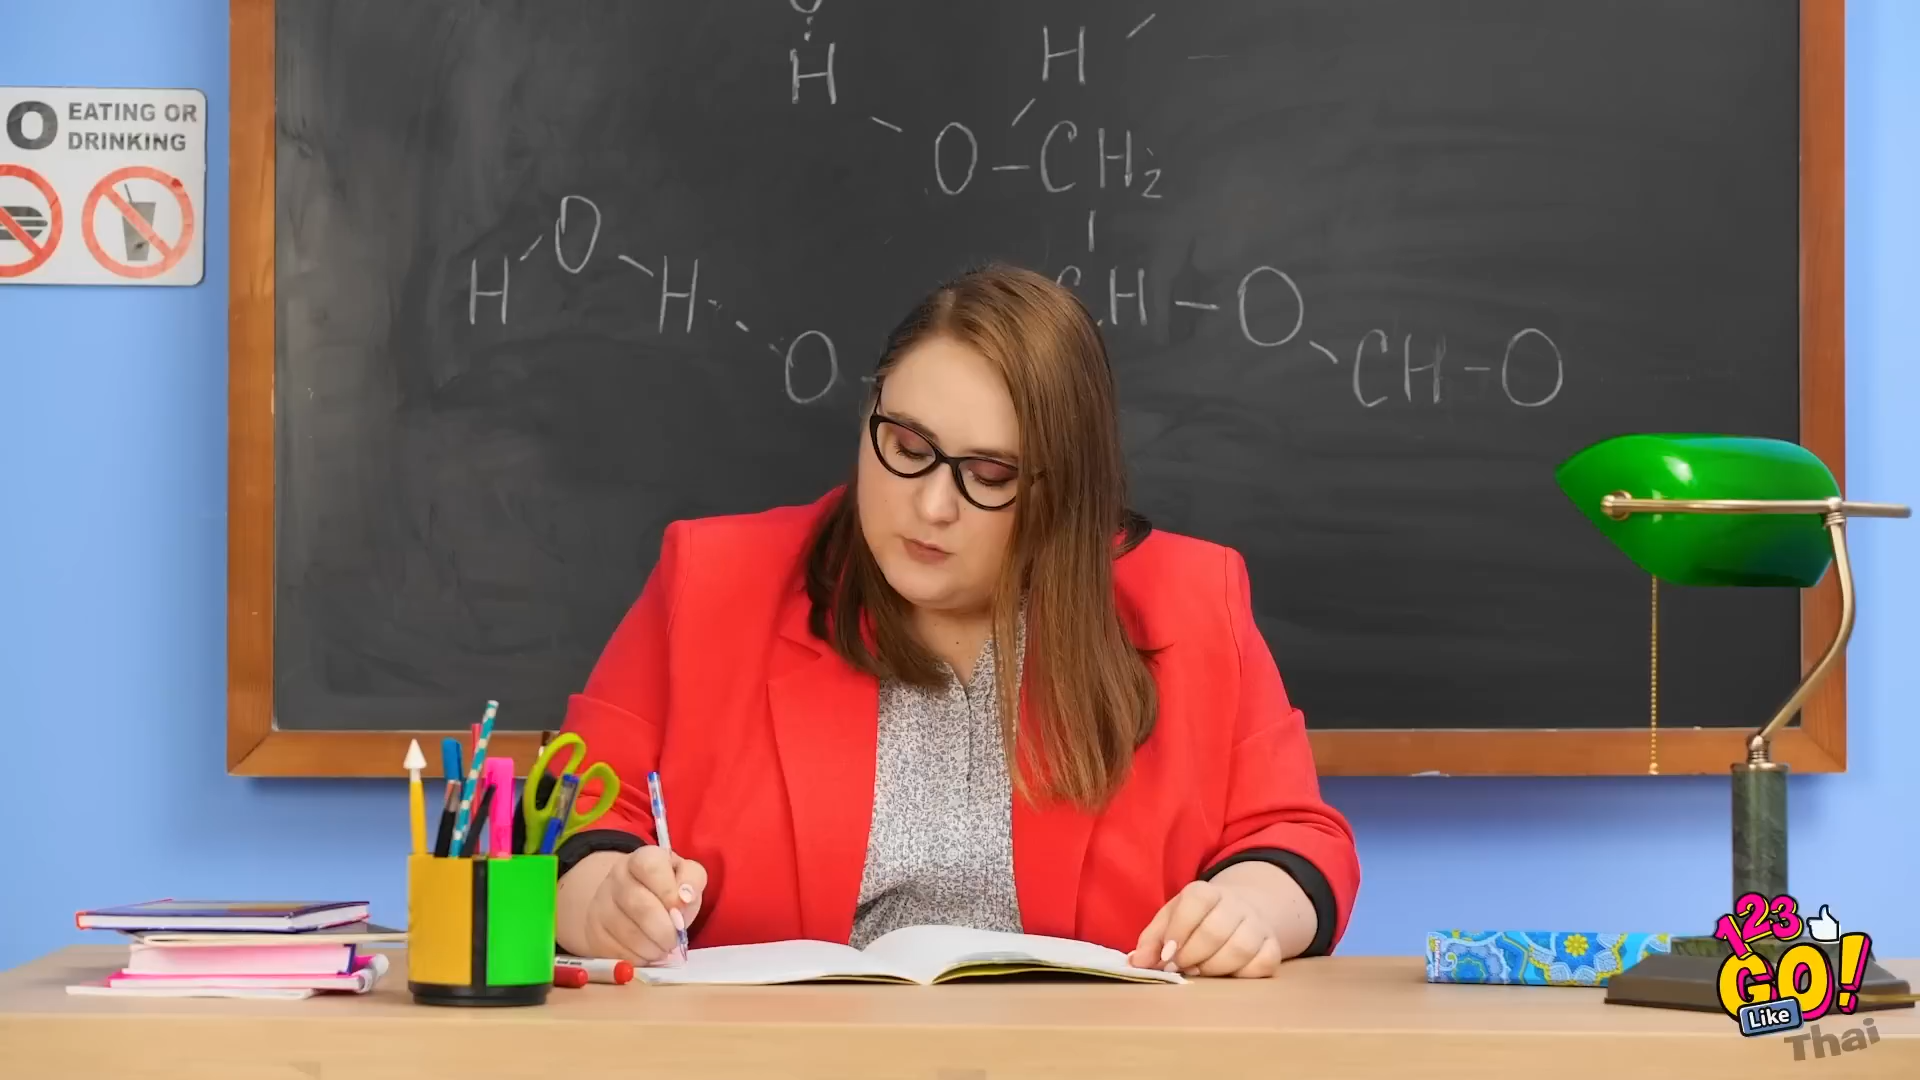 O EATING OR
DRINKING
H
H
O-CH2
H O H
O
CH-O
CH-O
123
GO!
Like
Thai